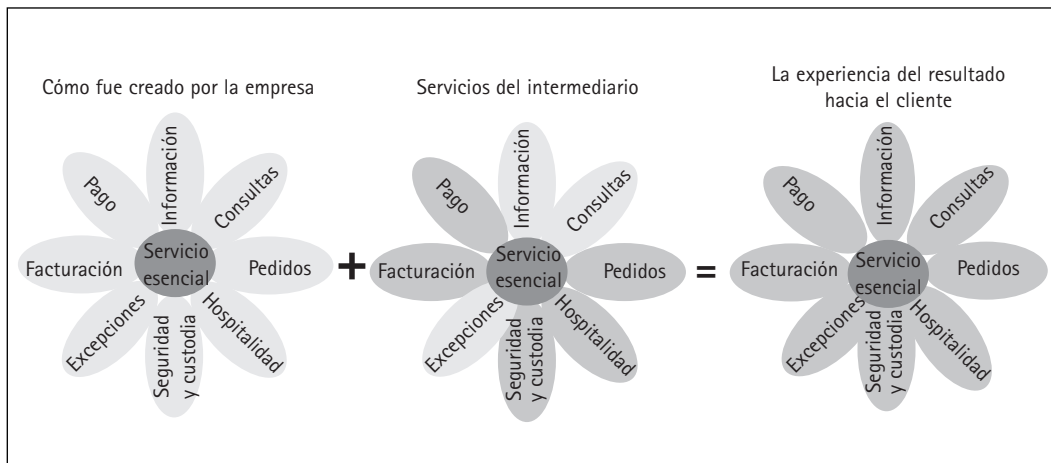 Cómo fue creado por la empresa
Información
Consultas
Pedidos
Hospitalidad
Seguridad
y custodia
Excepciones
Facturación
Pago
Servicio
esencial
+
Servicios del intermediario
Información
Consultas
Pedidos
Hospitalidad
Seguridad
y custodia
Excepciones
Facturación
Pago
Servicio
esencial
=
La experiencia del resultado
hacia el cliente
Información
Consultas
Pedidos
Hospitalidad
Seguridad
y custodia
Excepciones
Facturación
Pago
Servicio
esencial